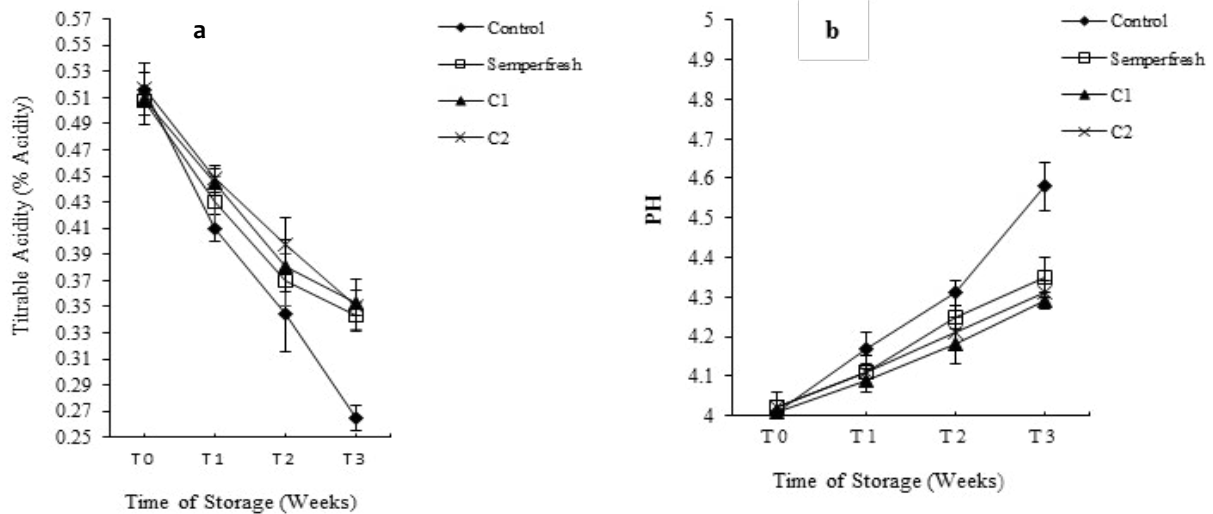 a
0.57
0.55
0.53
0.51
0.49
0.47
0.45
0.43
0.41
0.39
0.37
0.35
0.33
0.31
0.29
0.27
0.25
Titrable Acidity (% Acidity)
T0 T1 T2 T3
Time of Storage (Weeks)
Control
Semperfresh
C1
C2
b
5
4.9
4.8
4.7
4.6
4.5
4.4
4.3
4.2
4.1
4
PH
T0 T1 T2 T3
Time of Storage (Weeks)
Control
Semperfresh
C1
C2